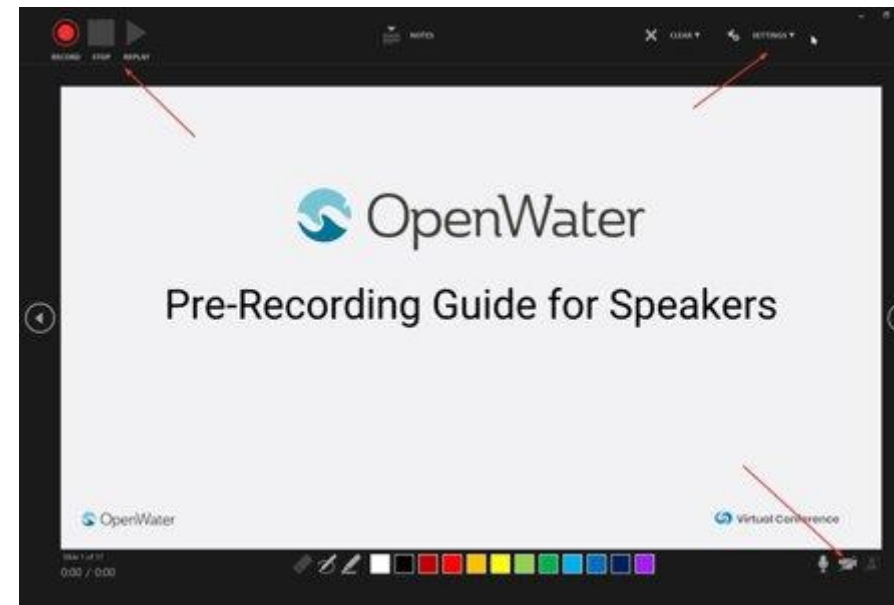 RECORD STOP REPLAY
NOTES
CLEAR
SETTINGS
OpenWater
Pre-Recording Guide for Speakers
OpenWater
Virtual Conference
0:00 / 0:00